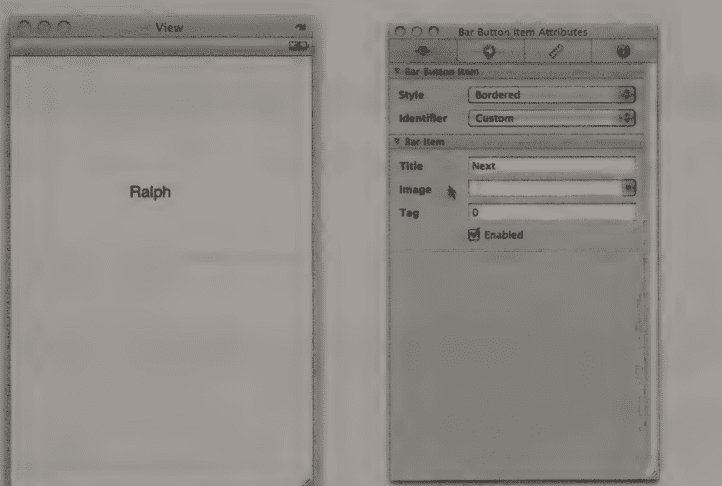 View
Ralph
Bar Button Item Attributes
Bar Button Item
Style Bordered
Identifier Custom
Bar Item
Title Next
Image
Tag 0
Enabled